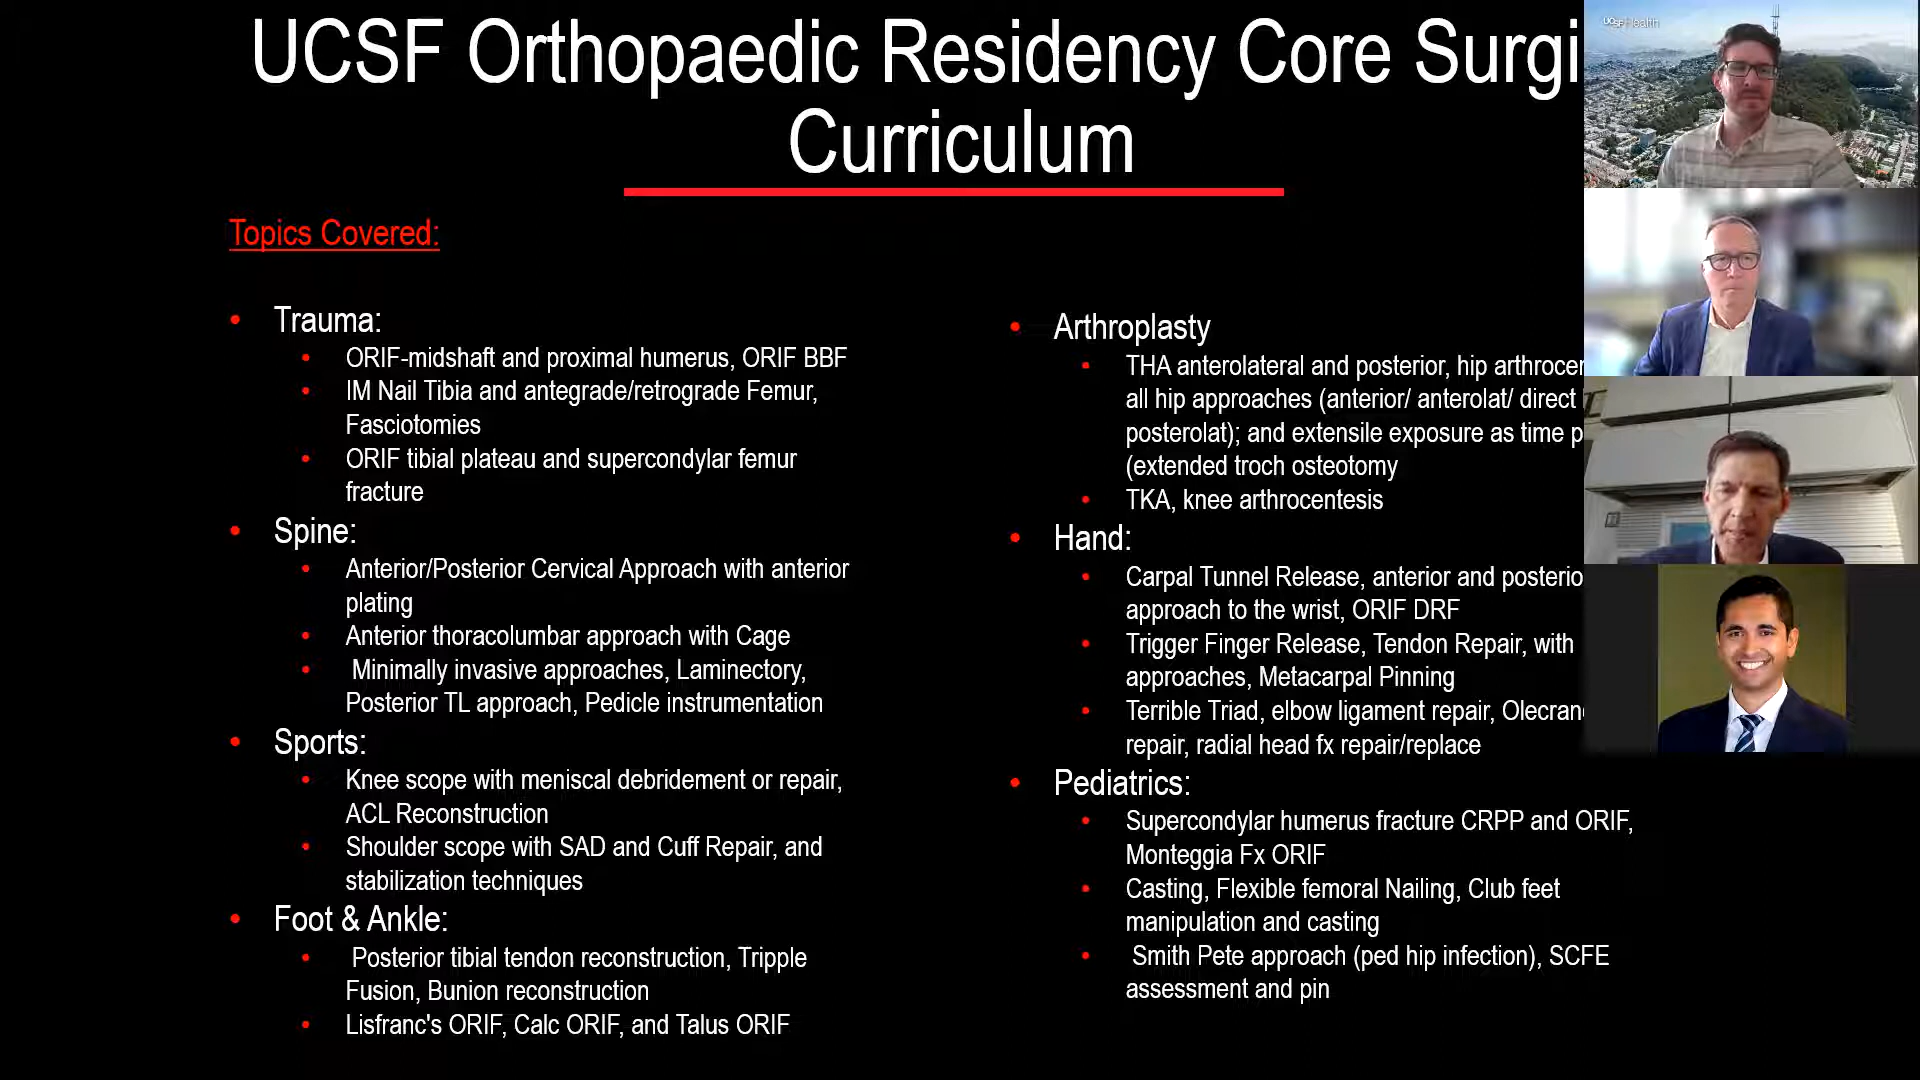 UCSF Orthopaedic Residency Core Surgi
Curriculum
Topics Covered:
• Trauma:
• ORIF-midshaft and proximal humerus, ORIF BBF
• IM Nail Tibia and antegrade/retrograde Femur,
Fasciotomies
• ORIF tibial plateau and supercondylar femur
fracture
• Spine:
• Anterior/Posterior Cervical Approach with anterior
plating
• Anterior thoracolumbar approach with Cage
• Minimally invasive approaches, Laminectory,
Posterior TL approach, Pedicle instrumentation
• Sports:
• Knee scope with meniscal debridement or repair,
ACL Reconstruction
• Shoulder scope with SAD and Cuff Repair, and
stabilization techniques
• Foot & Ankle:
• Posterior tibial tendon reconstruction, Tripple
Fusion, Bunion reconstruction
• Lisfranc's ORIF, Calc ORIF, and Talus ORIF
• Arthroplasty
• THA anterolateral and posterior, hip arthrocen
all hip approaches (anterior/ anterolat/ direct
posterolat); and extensile exposure as time p
(extended troch osteotomy
• TKA, knee arthrocentesis
• Hand:
• Carpal Tunnel Release, anterior and posterio
approach to the wrist, ORIF DRF
• Trigger Finger Release, Tendon Repair, with
approaches, Metacarpal Pinning
• Terrible Triad, elbow ligament repair, Olecran
repair, radial head fx repair/replace
• Pediatrics:
• Supercondylar humerus fracture CRPP and ORIF,
Monteggia Fx ORIF
• Casting, Flexible femoral Nailing, Club feet
manipulation and casting
• Smith Pete approach (ped hip infection), SCFE
assessment and pin
UCSF Health